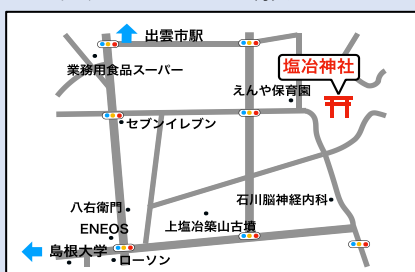 出雲市駅
業務用食品スーパー
塩冶神社
えんや保育園
セブンイレブン
八右衛門
石川脳神経内科
ENEOS
上塩冶築山古墳
島根大学
ローソン